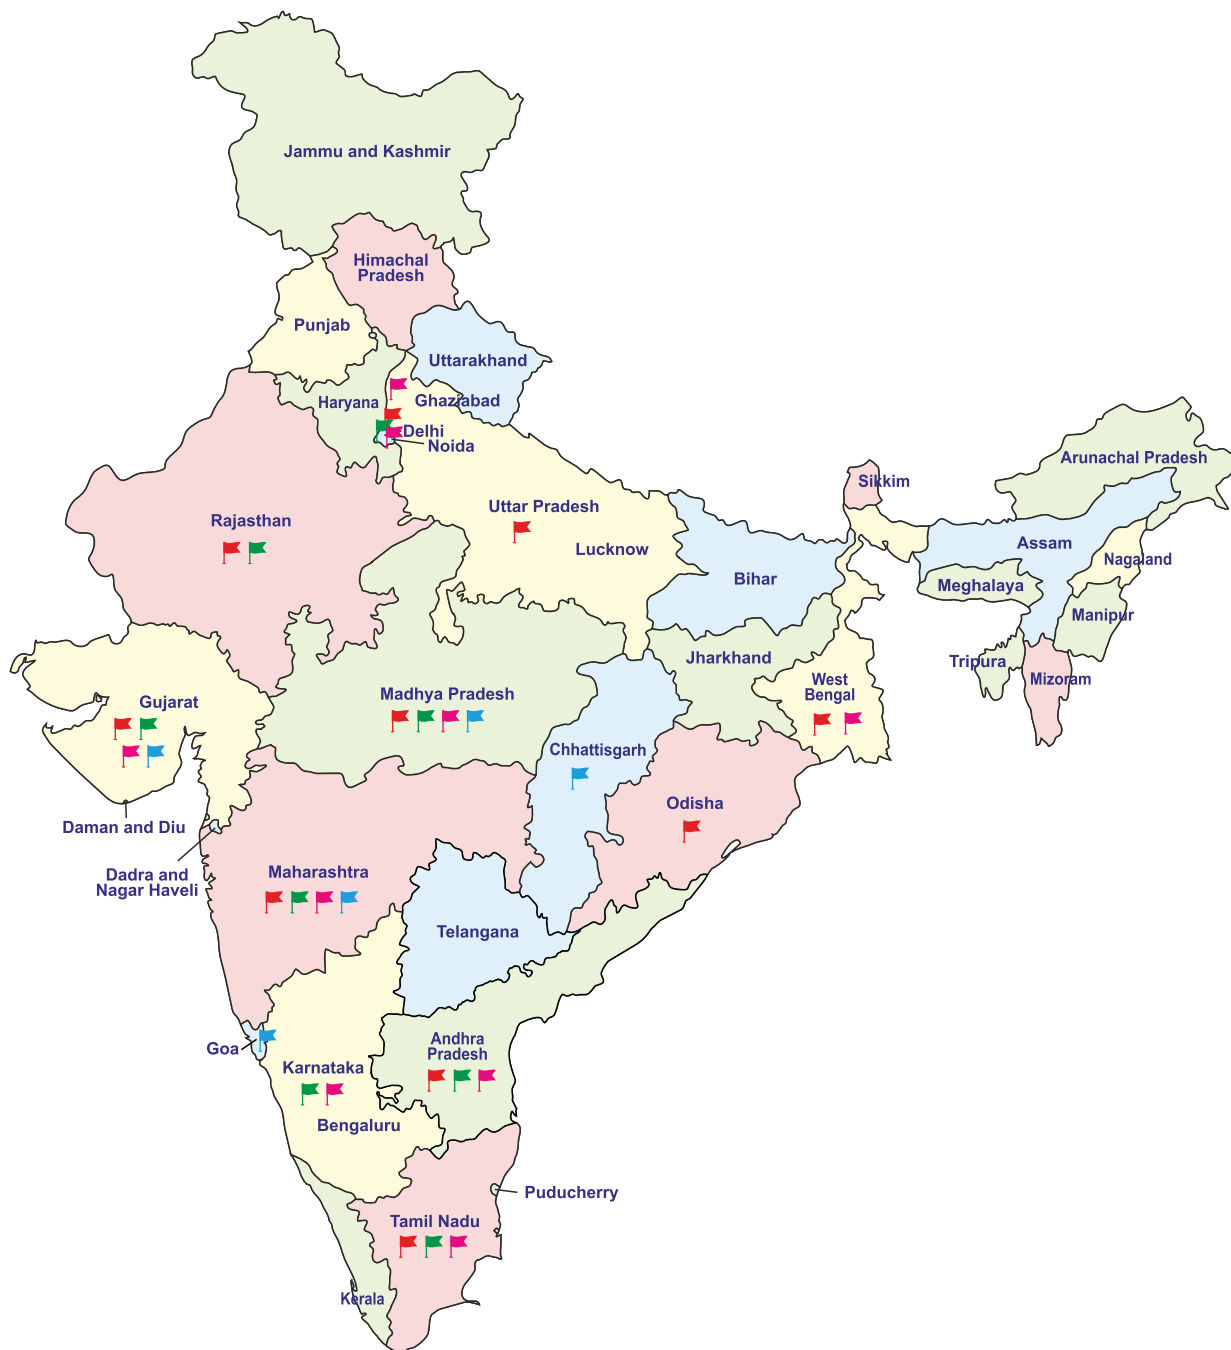 Jammu and Kashmir
Himachal
Pradesh
Punjab
Uttarakhand
Haryana
Ghaziabad
Delhi
Noida
Arunachal Pradesh
Sikkim
Uttar Pradesh
Rajasthan
Lucknow
Assam
Nagaland
Bihar
Meghalaya
Manipur
Jharkhand
Tripura
Mizoram
West
Bengal
Madhya Pradesh
Gujarat
Chhattisgarh
Odisha
Daman and Diu
Dadra and
Nagar Haveli
Maharashtra
Telangana
Goa
Andhra
Pradesh
Karnataka
Bengaluru
Puducherry
Tamil Nadu
Kerala